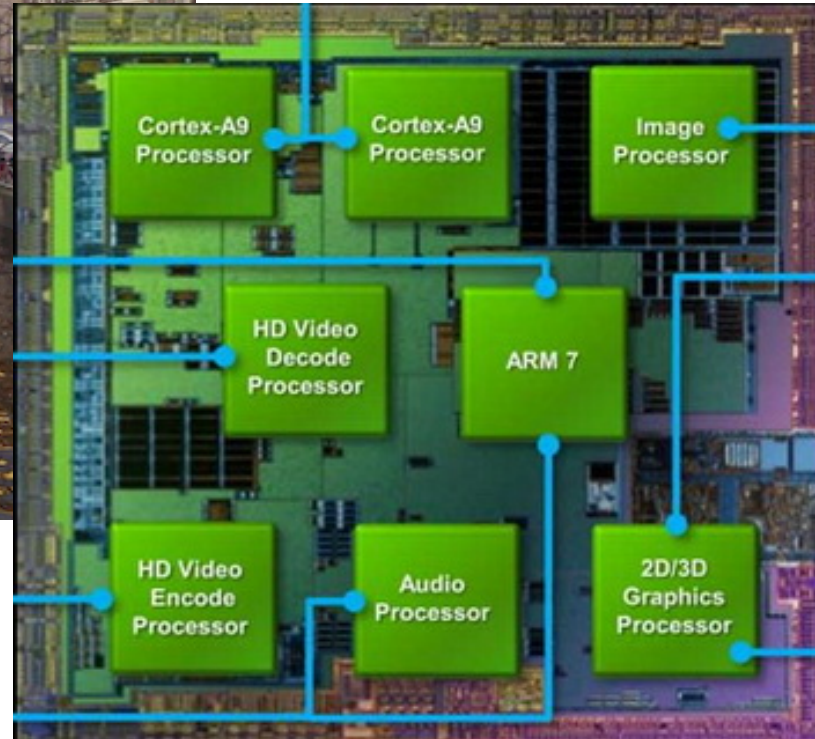 Cortex-A9
Processor
Cortex-A9
Processor
Image
Processor
HD Video
Decode
Processor
ARM 7
HD Video
Encode
Processor
Audio
Processor
2D/3D
Graphics
Processor